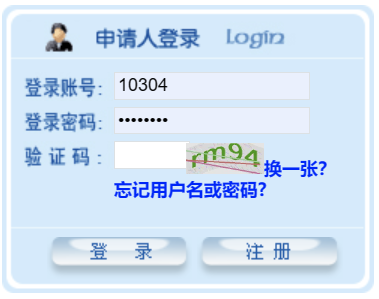 申请人登录 Login
登录账号: 10304
登录密码: ••••••••
验 证 码 : rm94 换一张?
忘记用户名或密码?
登 录 注 册